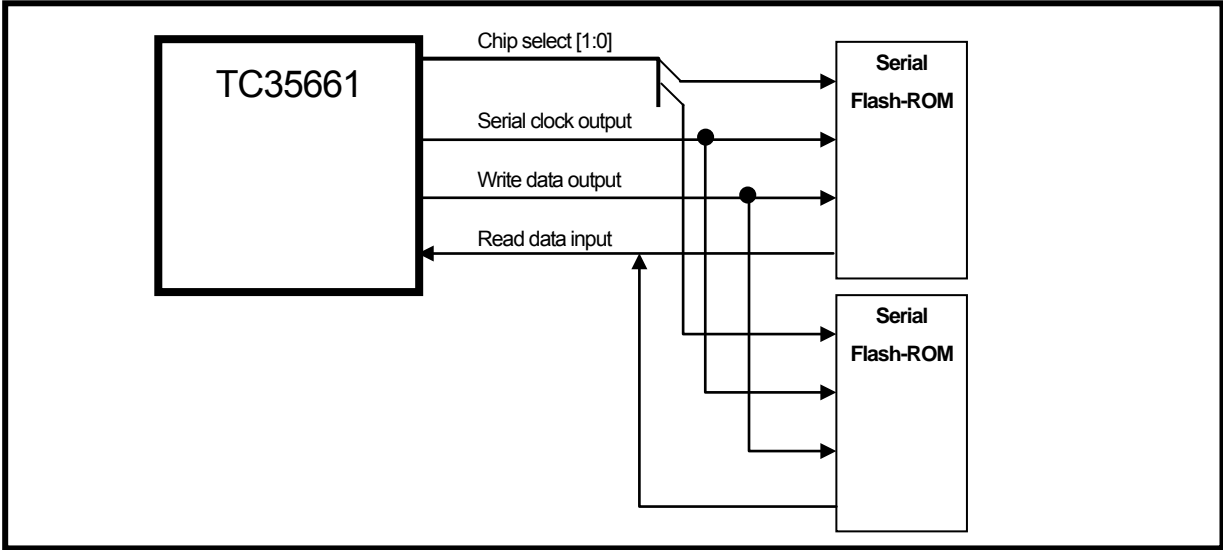 TC35661
Chip select [1:0]
Serial clock output
Write data output
Read data input
Serial
Flash-ROM
Serial
Flash-ROM